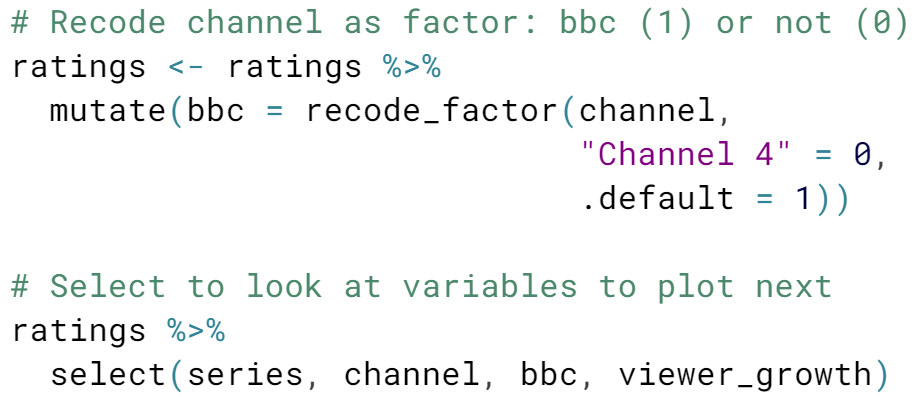 # Recode channel as factor: bbc (1) or not (0)
ratings <- ratings %>%
  mutate(bbc = recode_factor(channel,
                             "Channel 4" = 0,
                             .default = 1))

# Select to look at variables to plot next
ratings %>%
  select(series, channel, bbc, viewer_growth)